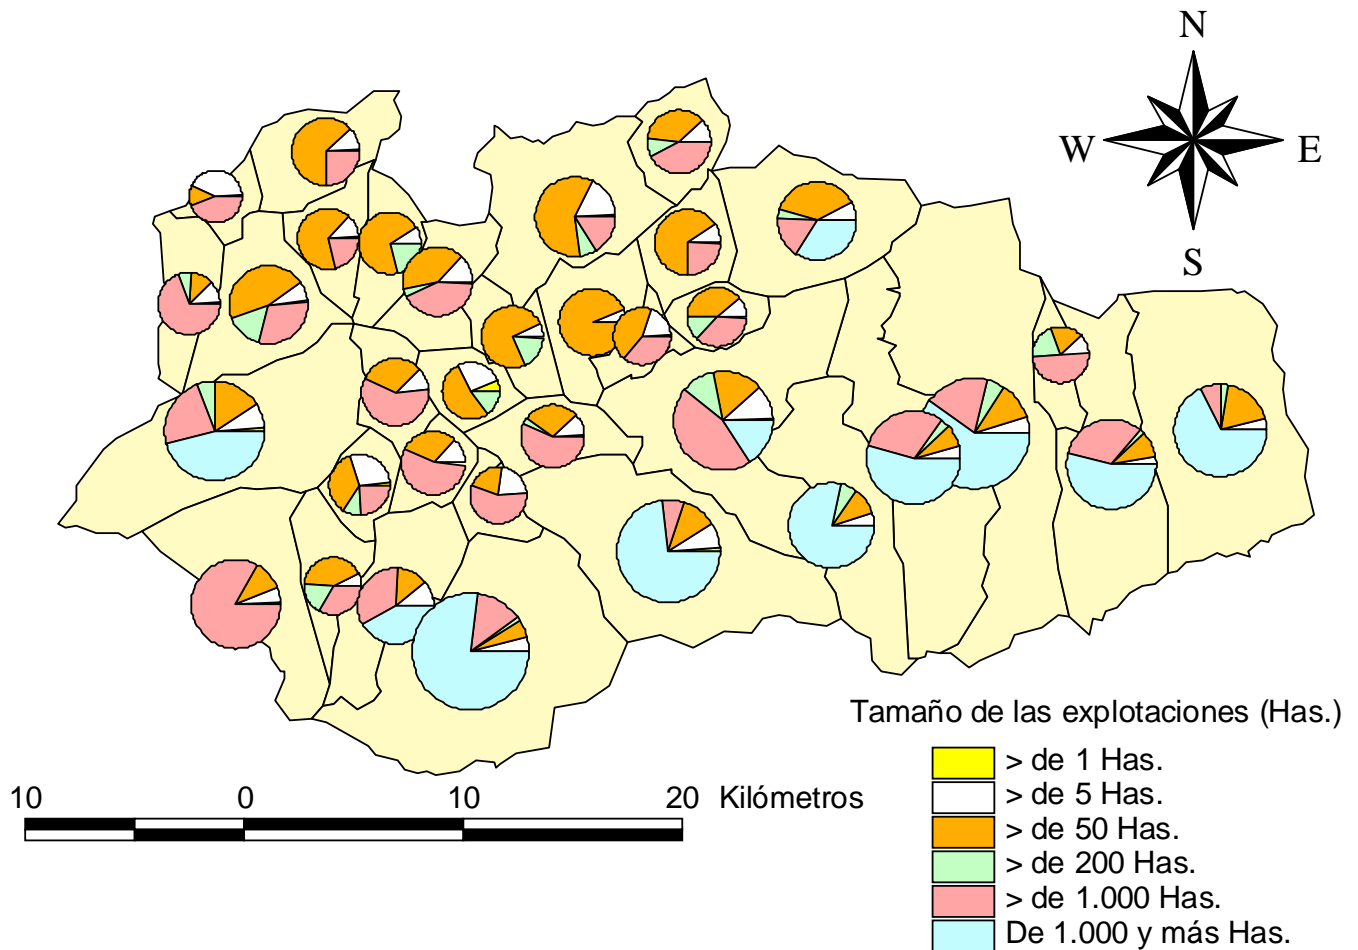 N
W E
S
Tamaño de las explotaciones (Has.)
> de 1 Has.
> de 5 Has.
> de 50 Has.
> de 200 Has.
> de 1.000 Has.
De 1.000 y más Has.
10 0 10 20 Kilómetros